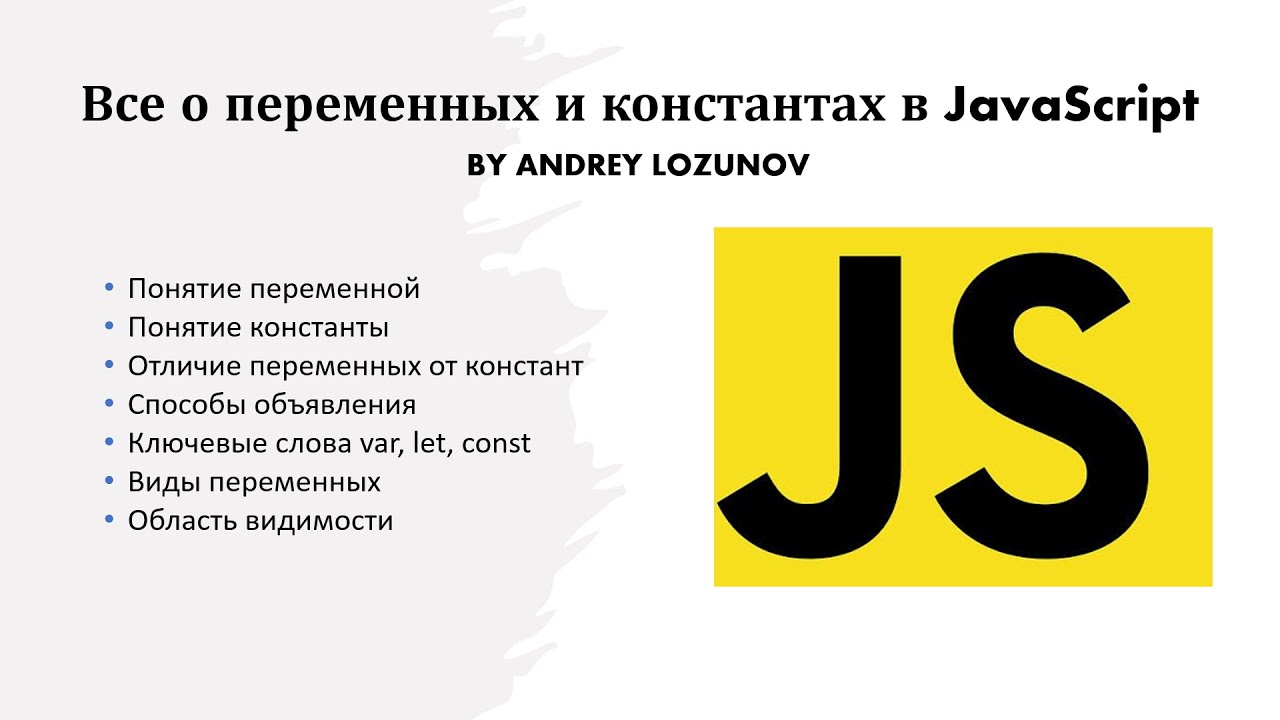 Все о переменных и константах в JavaScript
BY ANDREY LOZUNOV
• Понятие переменной
• Понятие константы
• Отличие переменных от констант
• Способы объявления
• Ключевые слова var, let, const
• Виды переменных
• Область видимости
JS